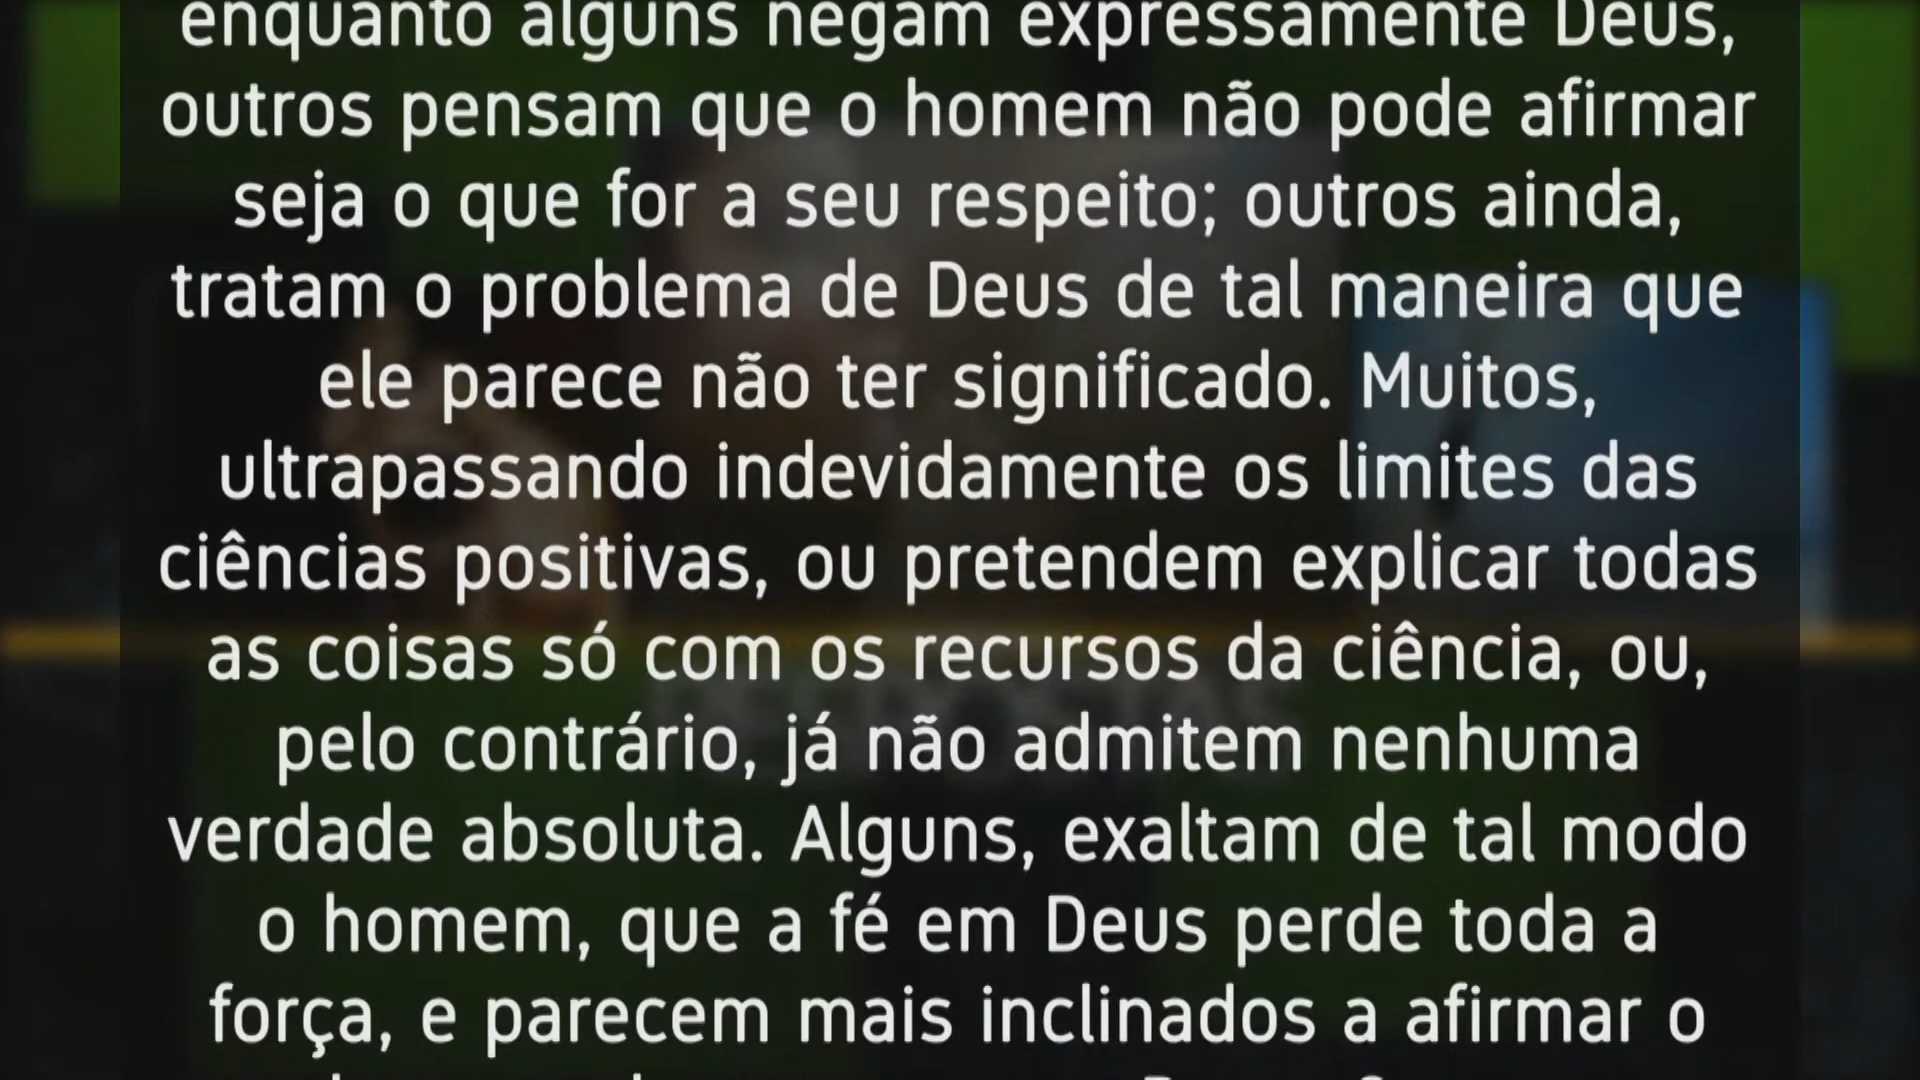 enquanto alguns negam expressamente Deus,
outros pensam que o homem não pode afirmar
seja o que for a seu respeito; outros ainda,
tratam o problema de Deus de tal maneira que
ele parece não ter significado. Muitos,
ultrapassando indevidamente os limites das
ciências positivas, ou pretendem explicar todas
as coisas só com os recursos da ciência, ou,
pelo contrário, já não admitem nenhuma
verdade absoluta. Alguns, exaltam de tal modo
o homem, que a fé em Deus perde toda a
força, e parecem mais inclinados a afirmar o